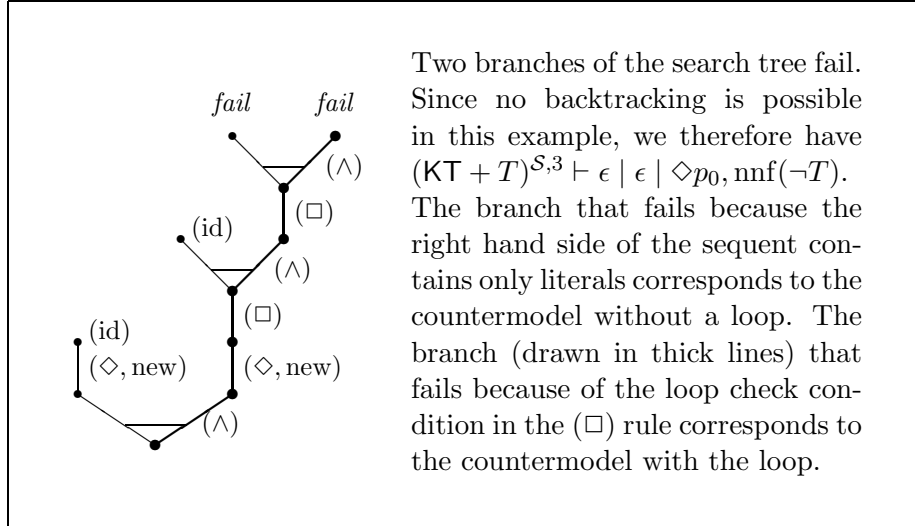 fail fail
(∧)
(□)
(id)
(∧)
(□)
(id)
(◇, new) (◇, new)
(∧)
Two branches of the search tree fail.
Since no backtracking is possible
in this example, we therefore have
(KT + T)^{S,3} ⊢ ϵ | ϵ | ◇p₀, nnf(¬T).
The branch that fails because the
right hand side of the sequent con-
tains only literals corresponds to the
countermodel without a loop. The
branch (drawn in thick lines) that
fails because of the loop check con-
dition in the (□) rule corresponds to
the countermodel with the loop.